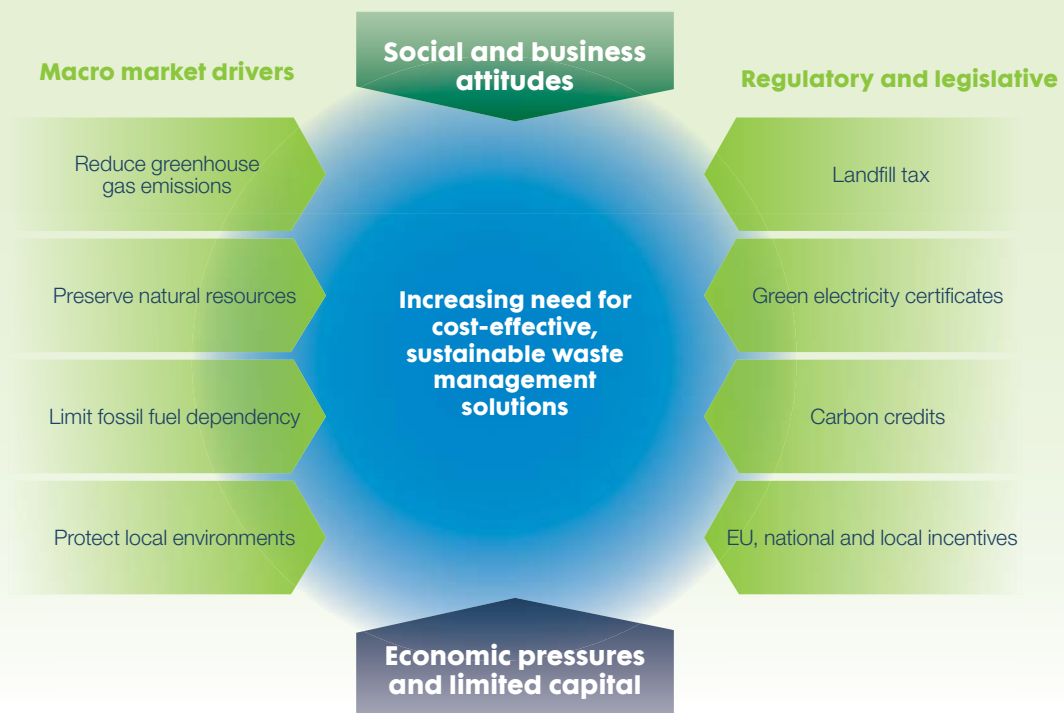 Social and business
attitudes
Macro market drivers
Reduce greenhouse
gas emissions
Preserve natural resources
Limit fossil fuel dependency
Protect local environments
Increasing need for
cost-effective,
sustainable waste
management
solutions
Regulatory and legislative
Landfill tax
Green electricity certificates
Carbon credits
EU, national and local incentives
Economic pressures
and limited capital